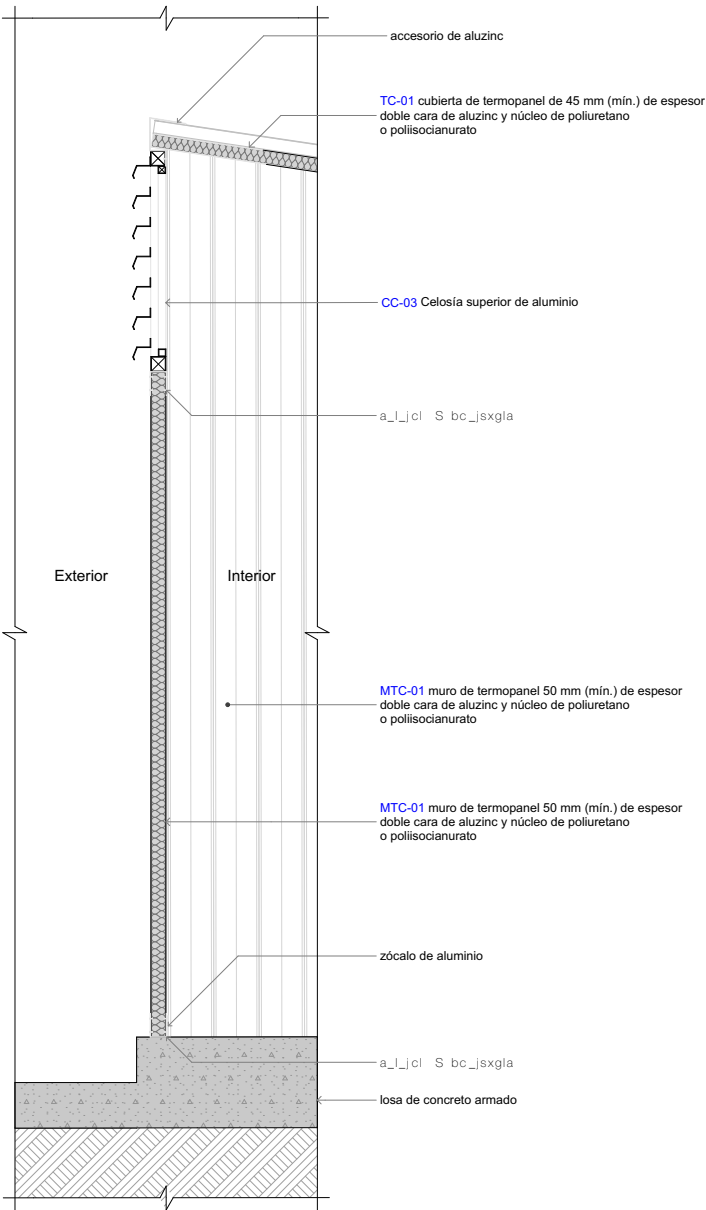 accesorio de aluzinc
TC-01 cubierta de termopanel de 45 mm (mín.) de espesor
doble cara de aluzinc y núcleo de poliuretano
o poliisocianurato
CC-03 Celosía superior de aluminio
a_l_jcl S bc_jsxgla
Exterior
Interior
MTC-01 muro de termopanel 50 mm (mín.) de espesor
doble cara de aluzinc y núcleo de poliuretano
o poliisocianurato
MTC-01 muro de termopanel 50 mm (mín.) de espesor
doble cara de aluzinc y núcleo de poliuretano
o poliisocianurato
zócalo de aluminio
a_l_jcl S bc_jsxgla
losa de concreto armado